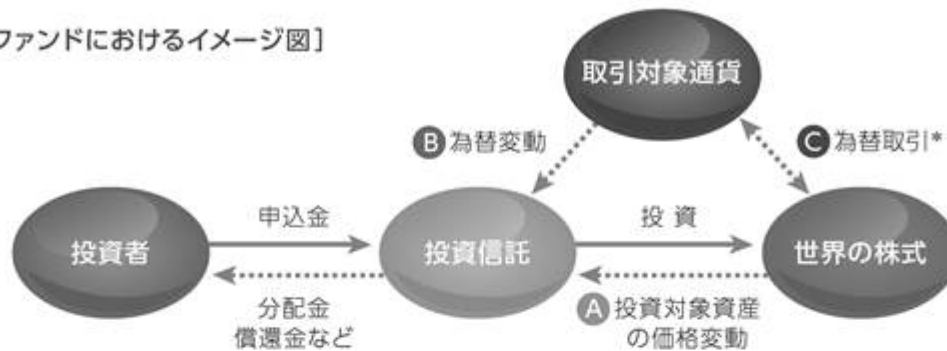 ファンドにおけるイメージ図]
取引対象通貨
B 為替変動
C 為替取引*
投資者
申込金
投資信託
投資
世界の株式
分配金
償還金など
A 投資対象資産
の価格変動